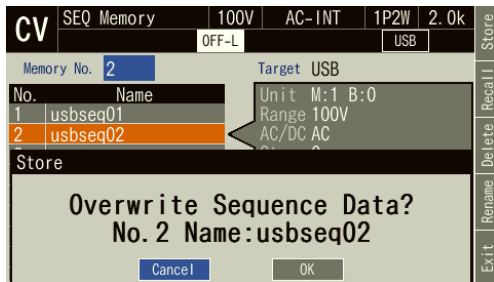 CV SEQ Memory 100V AC-INT 1P2W 2.0k
OFF-L USB
Memory No. 2 Target USB
No. Name
1 usbseq01
2 usbseq02
Unit M:1 B:0
Range 100V
AC/DC AC
Store
Overwrite Sequence Data?
No.2 Name:usbseq02
Cancel OK
Store
Recall
Delete
Rename
Exit